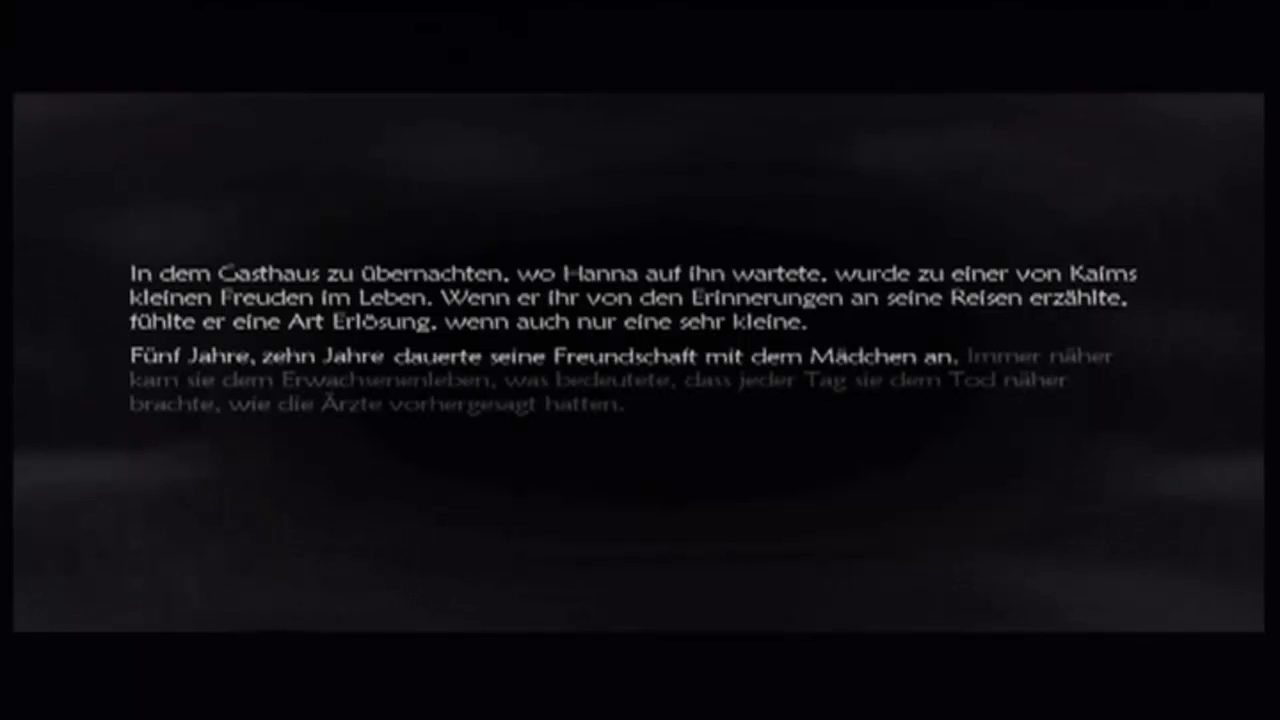 In dem Gasthaus zu übernachten, wo Hanna auf ihn wartete, wurde zu einer von Kaims
kleinen Freuden im Leben. Wenn er ihr von den Erinnerungen an seine Reisen erzählte,
fühlte er eine Art Erlösung, wenn auch nur eine sehr kleine.
Fünf Jahre, zehn Jahre dauerte seine Freundschaft mit dem Mädchen an. Immer näher
kam sie dem Erwachsenenleben, was bedeutete, dass jeder Tag sie dem Tod näher
brachte, wie die Ärzte vorhergesagt hatten.